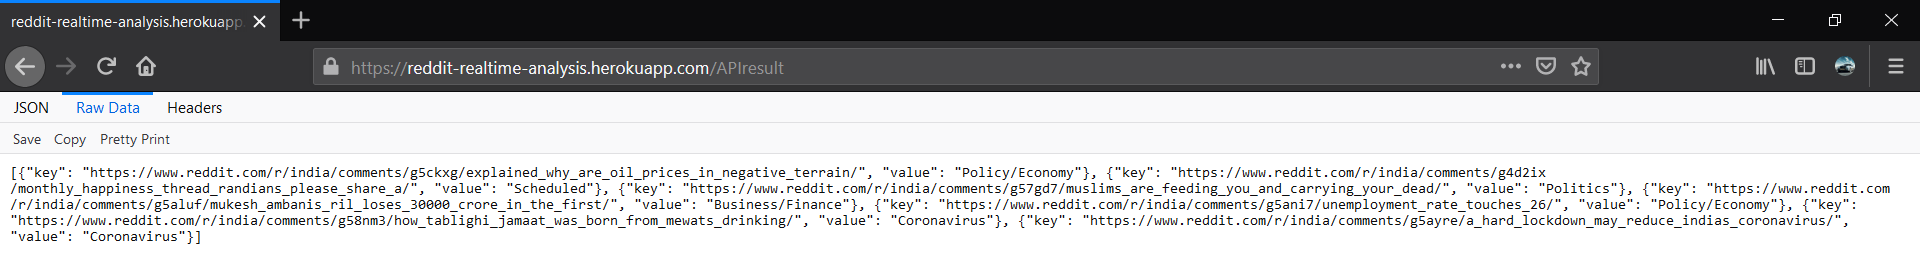 reddit-realtime-analysis.herokuapp.
https://reddit-realtime-analysis.herokuapp.com/APIresult
JSON Raw Data Headers
Save Copy Pretty Print
[{"key": "https://www.reddit.com/r/india/comments/g5ckxg/explained_why_are_oil_prices_in_negative_terrain/", "value": "Policy/Economy"}, {"key": "https://www.reddit.com/r/india/comments/g4d2ix
/monthly_happiness_thread_randians_please_share_a/", "value": "Scheduled"}, {"key": "https://www.reddit.com/r/india/comments/g57gd7/muslims_are_feeding_you_and_carrying_your_dead/", "value": "Politics"}, {"key": "https://www.reddit.com
/r/india/comments/g5aluf/mukesh_ambanis_ril_loses_30000_crore_in_the_first/", "value": "Business/Finance"}, {"key": "https://www.reddit.com/r/india/comments/g5ani7/unemployment_rate_touches_26/", "value": "Policy/Economy"}, {"key":
"https://www.reddit.com/r/india/comments/g58nm3/how_tablighi_jamaat_was_born_from_mewats_drinking/", "value": "Coronavirus"}, {"key": "https://www.reddit.com/r/india/comments/g5ayre/a_hard_lockdown_may_reduce_indias_coronavirus/",
"value": "Coronavirus"}]